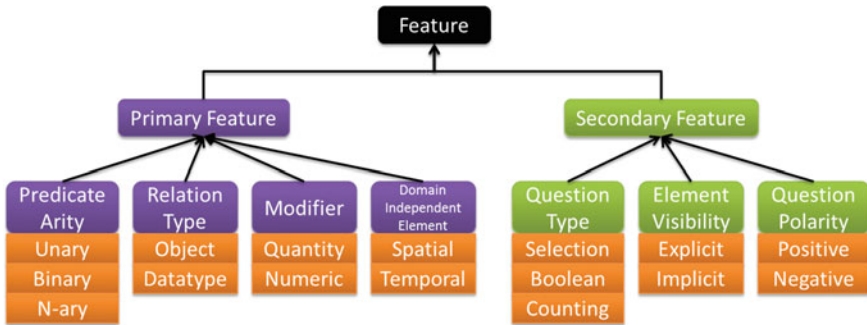 Feature
Primary Feature
Secondary Feature
Predicate
Arity
Unary
Binary
N-ary
Relation
Type
Object
Datatype
Modifier
Quantity
Numeric
Domain
Independent
Element
Spatial
Temporal
Question
Type
Selection
Boolean
Counting
Element
Visibility
Explicit
Implicit
Question
Polarity
Positive
Negative